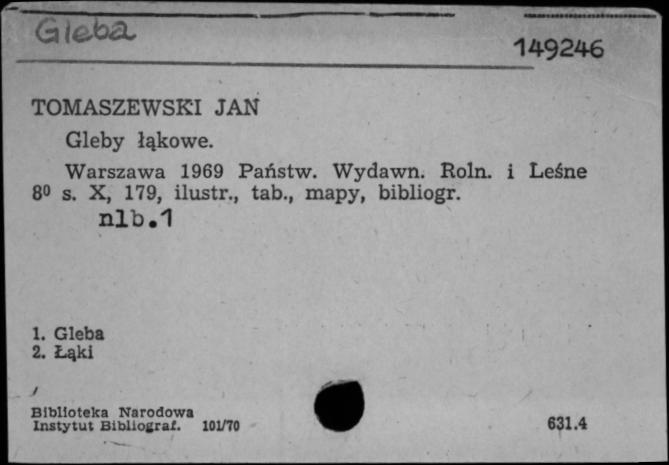 Gleba
149246
TOMASZEWSKI JAN
Gleby łąkowe.
Warszawa 1969 Państw. Wydawn. Roln. i Leśne
8⁰ s. X, 179, ilustr., tab., mapy, bibliogr.
nlb.1
1. Gleba
2. Łąki
Biblioteka Narodowa
Instytut Bibliograf. 101/70
631.4